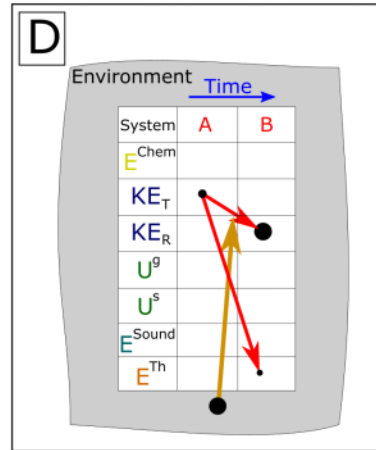 D
Environment
Time
System A B
E^Chem
KE_T
KE_R
U^g
U^s
E^Sound
E^Th